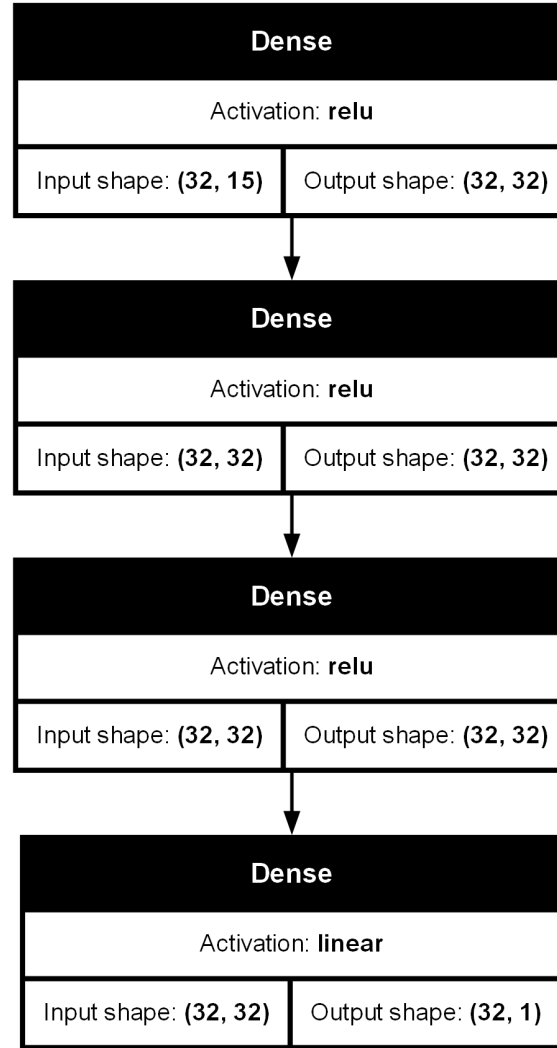 Dense
Activation: relu
Input shape: (32, 15) Output shape: (32, 32)
Dense
Activation: relu
Input shape: (32, 32) Output shape: (32, 32)
Dense
Activation: relu
Input shape: (32, 32) Output shape: (32, 32)
Dense
Activation: linear
Input shape: (32, 32) Output shape: (32, 1)